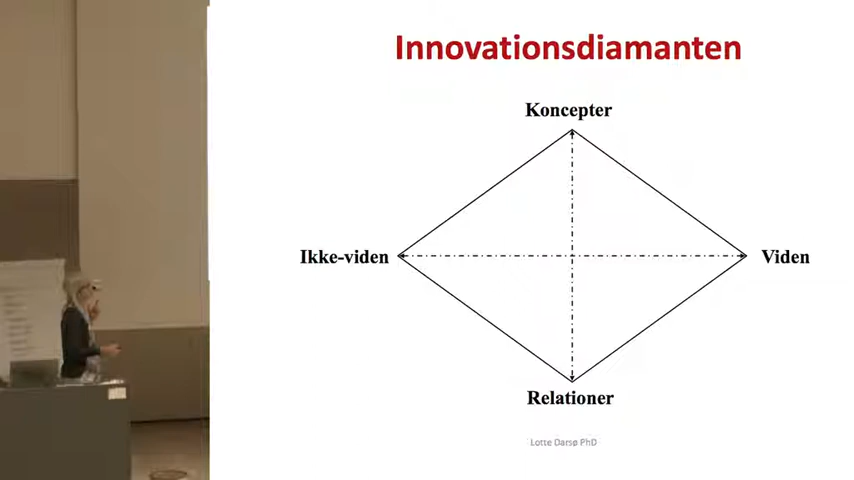 Innovationsdiamanten
Koncepter
Ikke-viden
Viden
Relationer
Lotte Darsø PhD